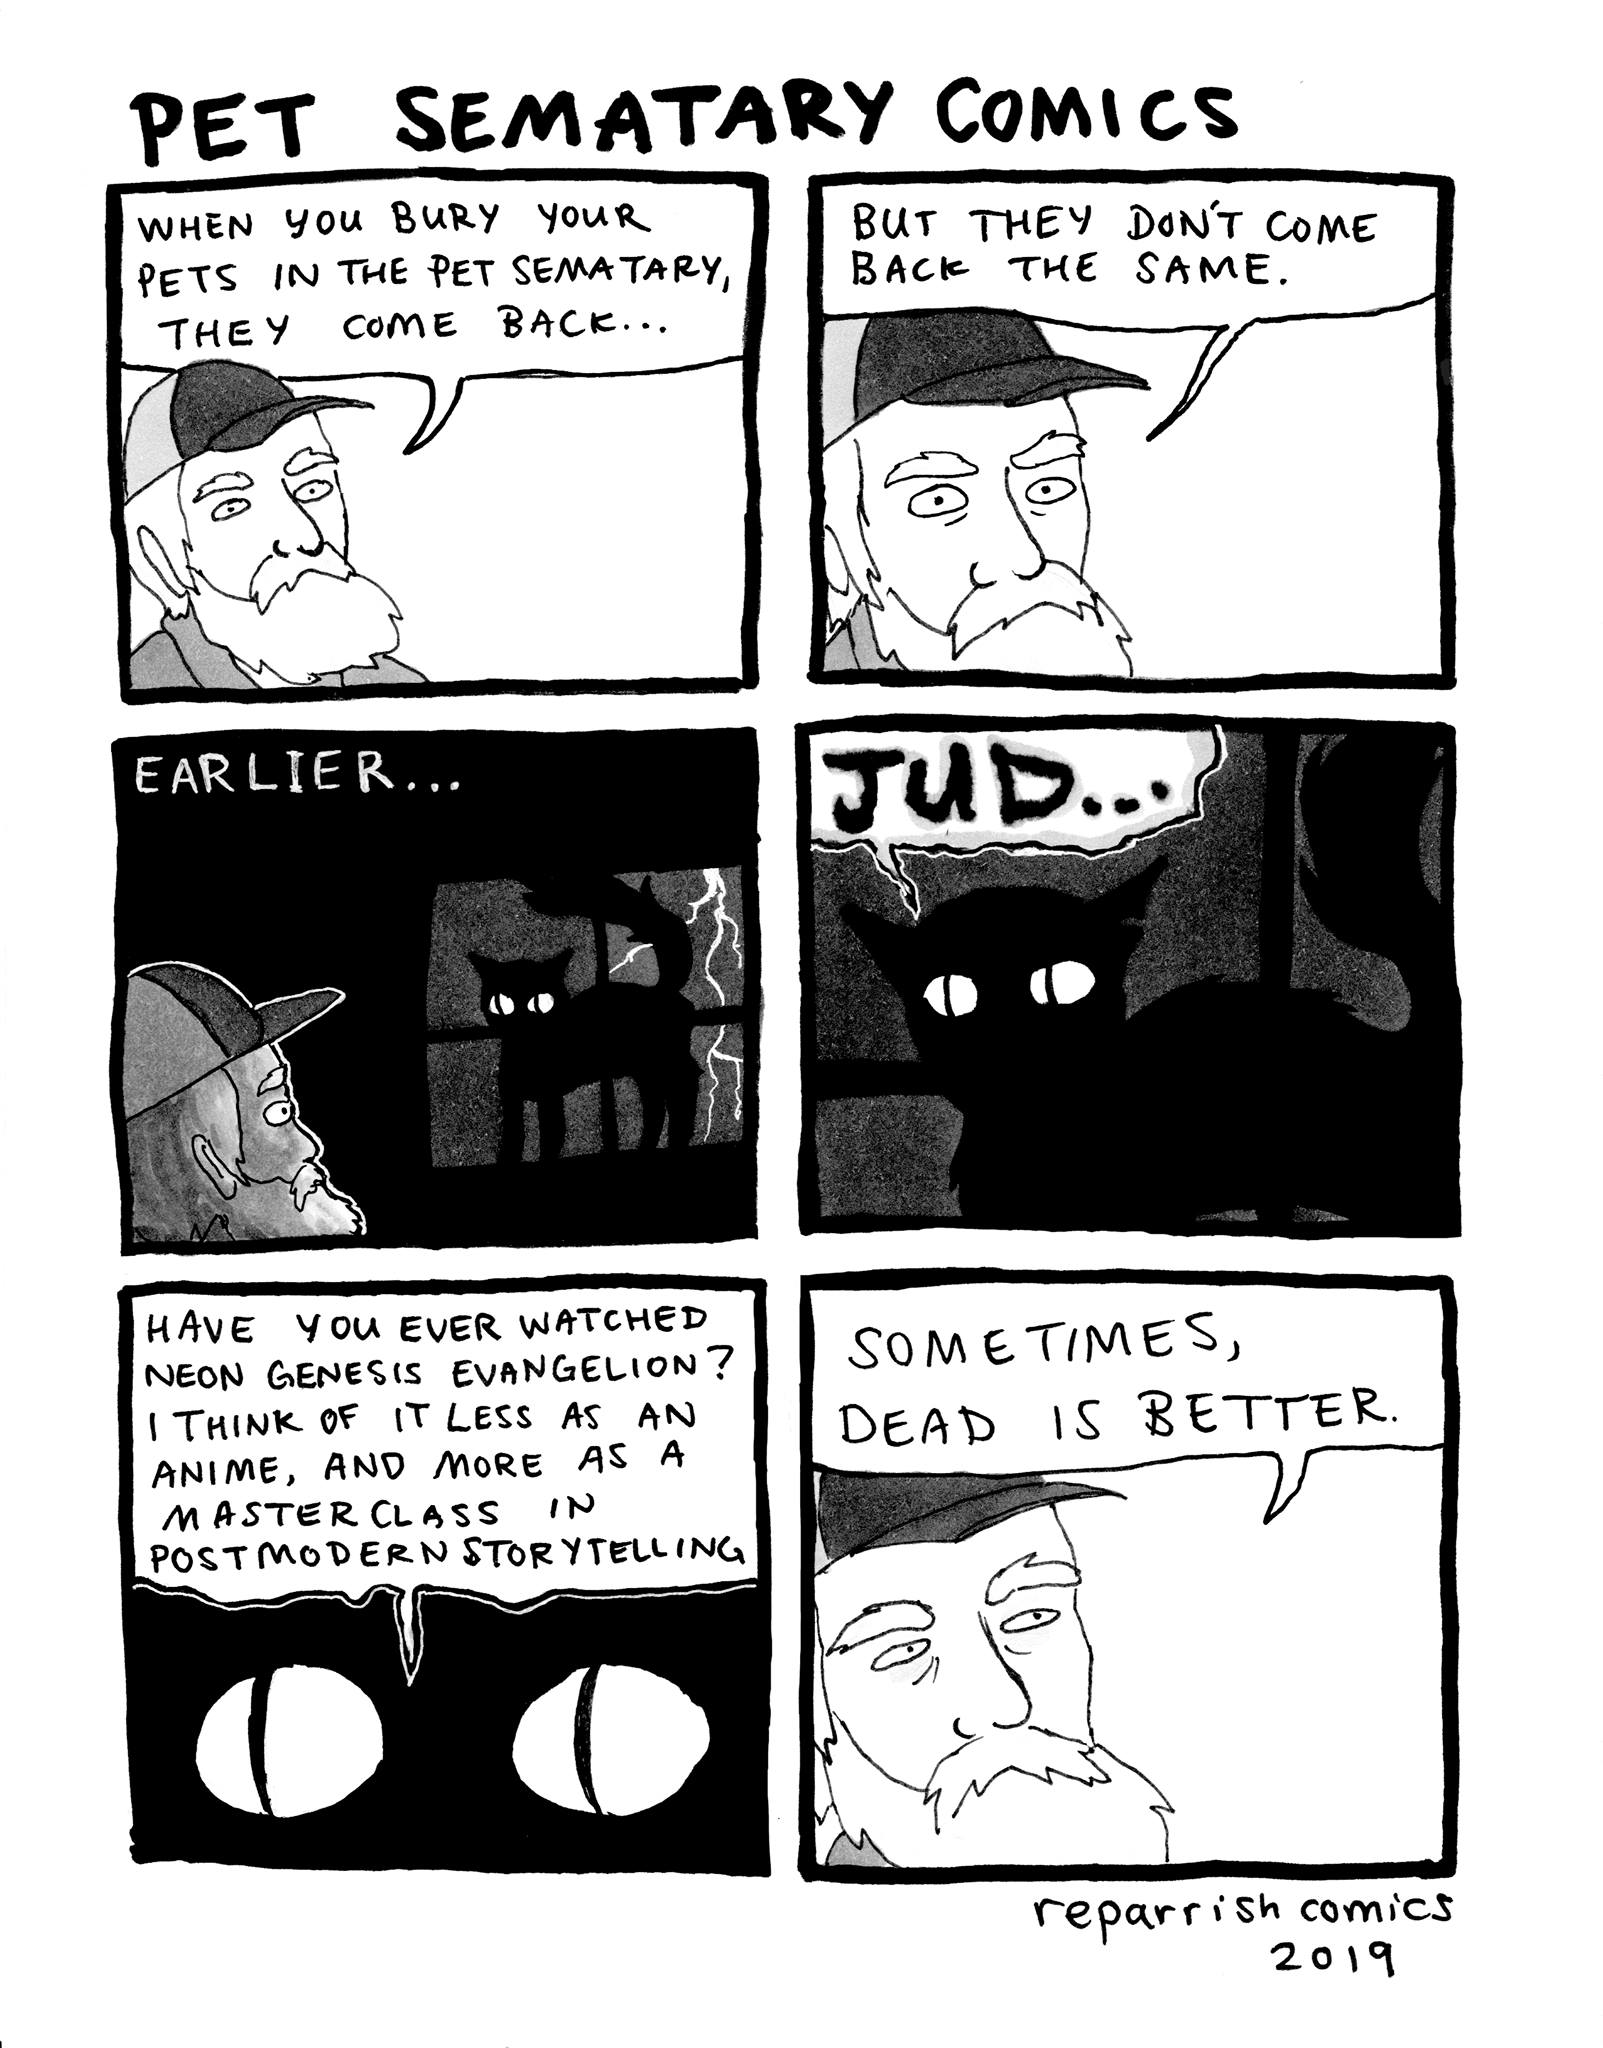 PET SEMATARY COMICS
WHEN YOU BURY YOUR
PETS IN THE PET SEMATARY,
THEY COME BACK...
BUT THEY DON'T COME
BACK THE SAME.
EARLIER...
JUD...
HAVE YOU EVER WATCHED
NEON GENESIS EVANGELION?
I THINK OF IT LESS AS AN
ANIME, AND MORE AS A
MASTERCLASS IN
POSTMODERN STORYTELLING
SOMETIMES,
DEAD IS BETTER.
reparrish comics
2019